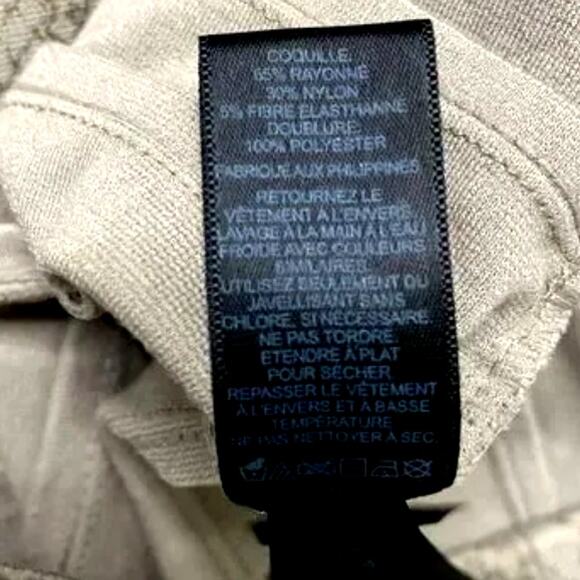 COQUILLE:
65% RAYONNE
30% NYLON
5% FIBRE ELASTHANNE
DOUBLURE:
100% POLYESTER
FABRIQUE AUX PHILIPPINES
RETOURNEZ LE
VÊTEMENT À L'ENVERS,
LAVAGE À LA MAIN À L'EAU
FROIDE AVEC COULEURS
SIMILAIRES.
UTILISEZ SEULEMENT DU
JAVELLISANT SANS
CHLORE, SI NÉCESSAIRE.
NE PAS TORDRE.
ÉTENDRE À PLAT
POUR SÉCHER.
REPASSER LE VÊTEMENT
À L'ENVERS ET À BASSE
TEMPÉRATURE.
NE PAS NETTOYER À SEC.